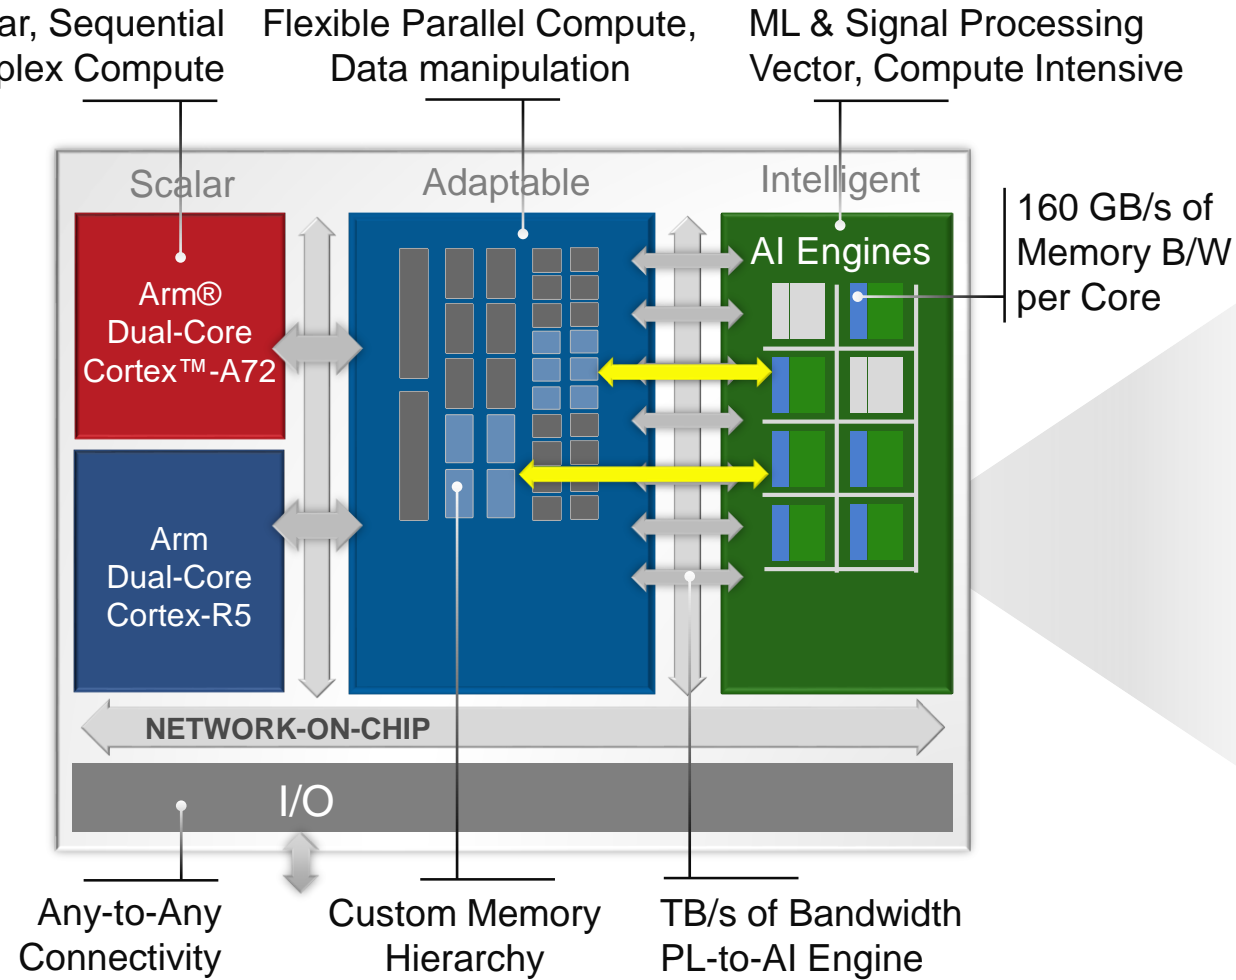 ar, Sequential
plex Compute
Flexible Parallel Compute,
Data manipulation
ML & Signal Processing
Vector, Compute Intensive
Scalar
Adaptable
Intelligent
160 GB/s of
Memory B/W
per Core
Arm®
Dual-Core
Cortex™-A72
AI Engines
Arm
Dual-Core
Cortex-R5
NETWORK-ON-CHIP
I/O
Any-to-Any
Connectivity
Custom Memory
Hierarchy
TB/s of Bandwidth
PL-to-AI Engine